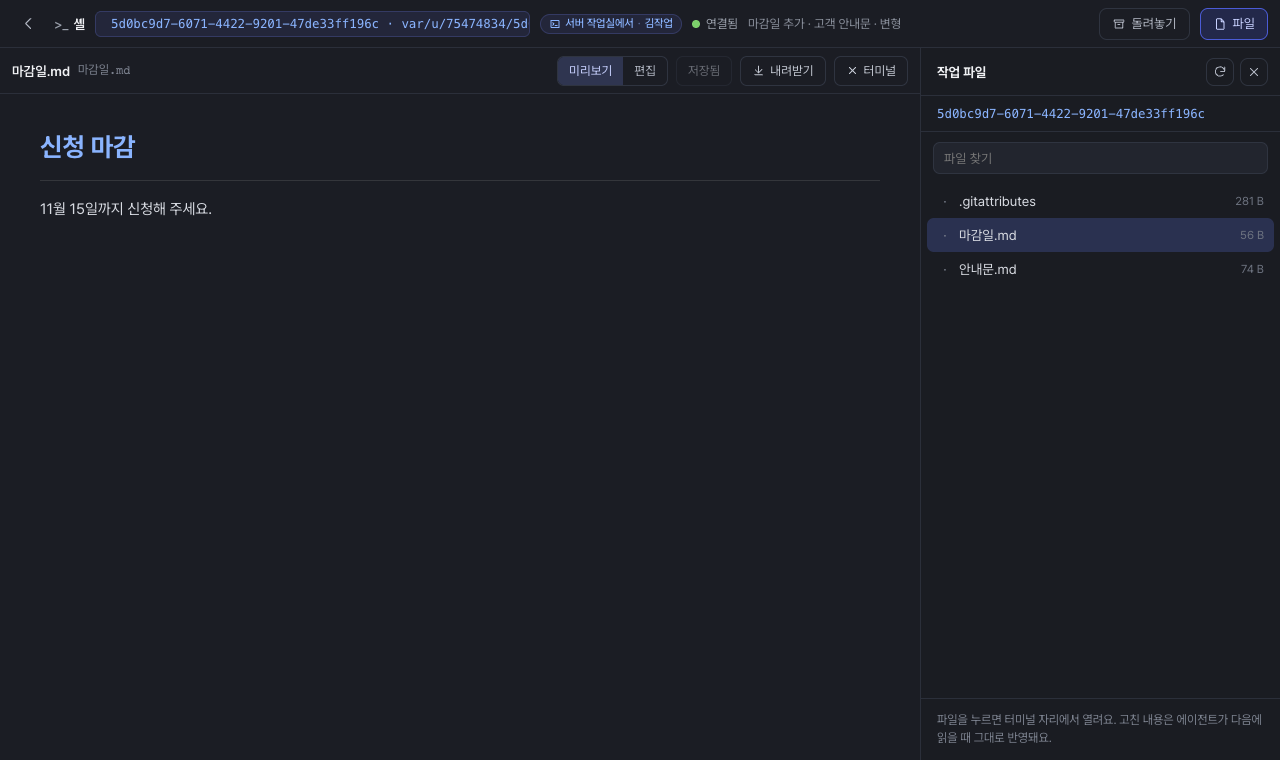 >_ 셸 5d0bc9d7-6071-4422-9201-47de33ff196c · var/u/75474834/5d 서버 작업실에서 · 김작업 연결됨 마감일 추가 · 고객 안내문 · 변형 돌려놓기 파일
마감일.md 마감일.md 미리보기 편집 저장됨 내려받기 터미널
신청 마감
11월 15일까지 신청해 주세요.
작업 파일
5d0bc9d7-6071-4422-9201-47de33ff196c
파일 찾기
· .gitattributes 281 B
· 마감일.md 56 B
· 안내문.md 74 B
파일을 누르면 터미널 자리에서 열려요. 고친 내용은 에이전트가 다음에
읽을 때 그대로 반영돼요.